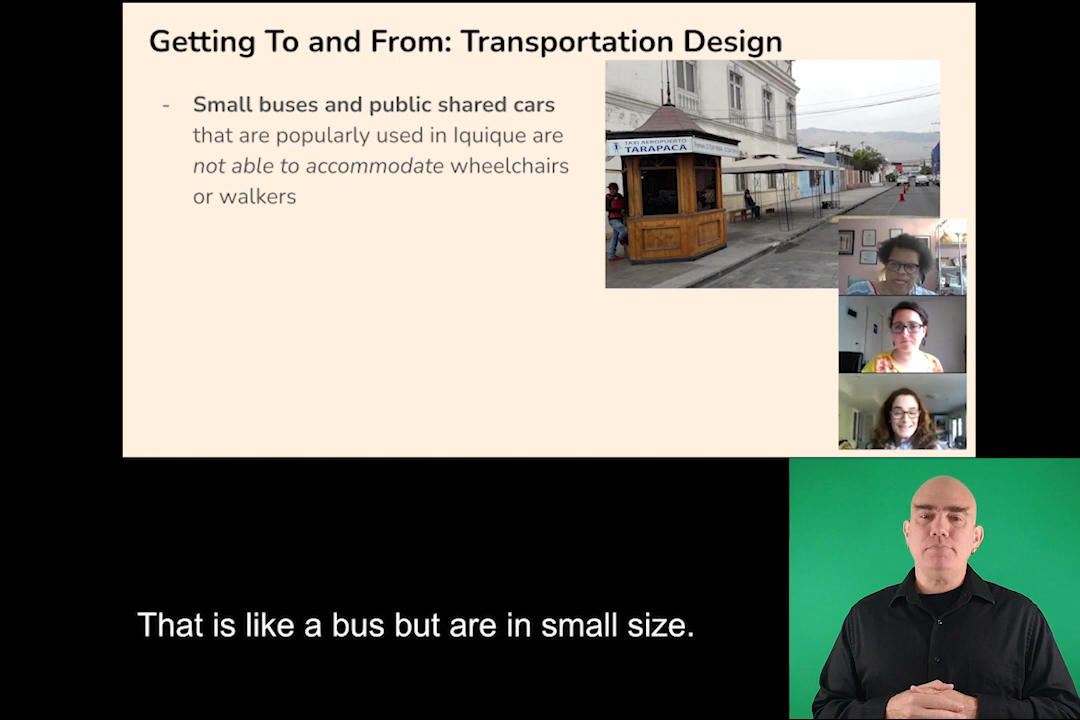 Getting To and From: Transportation Design
- Small buses and public shared cars
that are popularly used in Iquique are
not able to accommodate wheelchairs
or walkers
TAXI AEROPUERTO
TARAPACA
That is like a bus but are in small size.